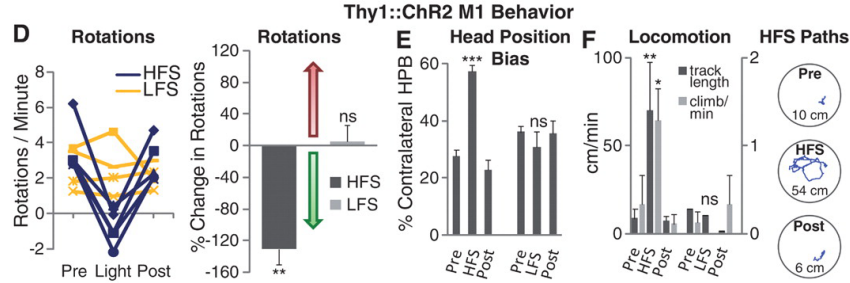 Thy1::ChR2 M1 Behavior
D
Rotations
Rotations / Minute
8
6
4
2
0
-2
HFS
LFS
Pre Light Post
Rotations
% Change in Rotations
120
80
40
0
-40
-80
-120
-160
ns
HFS
LFS
**
E
Head Position
Bias
% Contralateral HPB
60
40
20
0
***
ns
Pre
HFS
Post
Pre
LFS
Post
F
Locomotion
cm/min
100
50
0
2
1
0
**
*
track
length
climb/
min
ns
Pre
HFS
Post
Pre
LFS
Post
HFS Paths
Pre
10 cm
HFS
54 cm
Post
6 cm